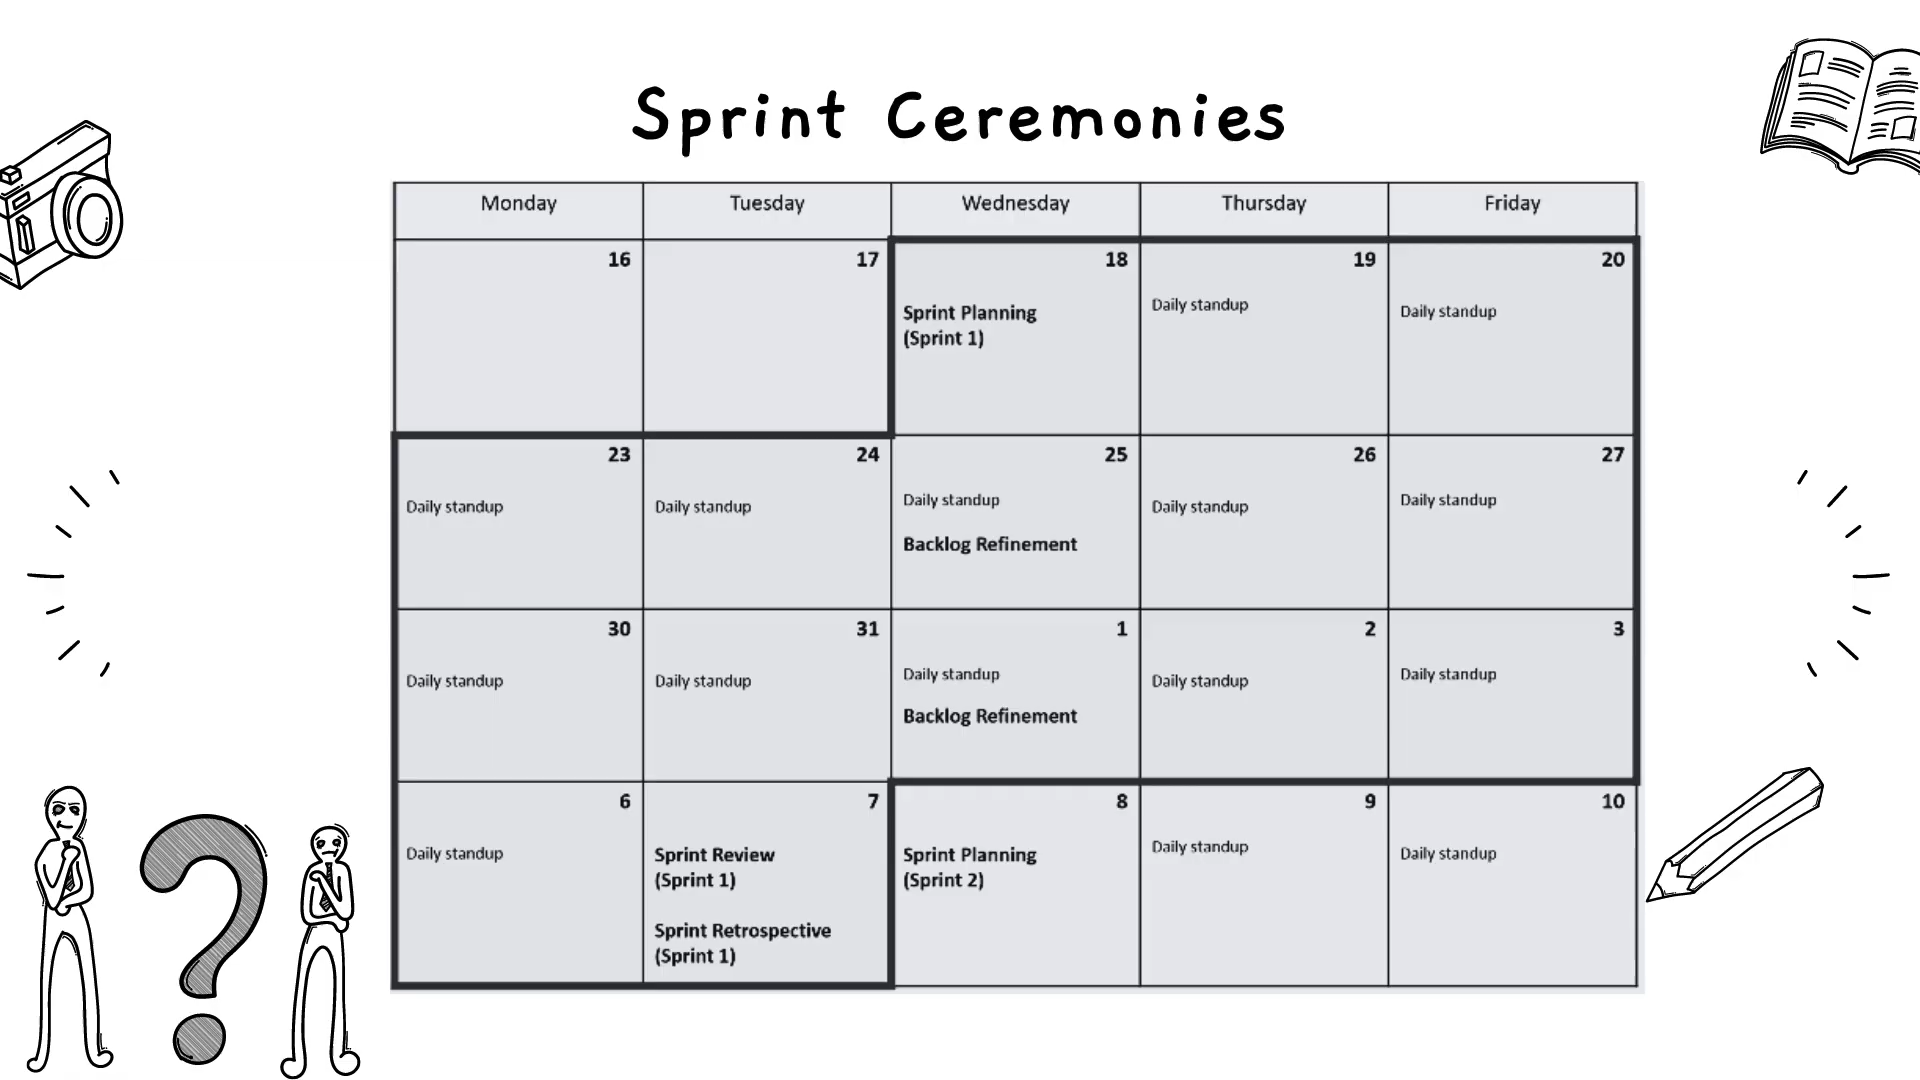 Sprint Ceremonies
Monday Tuesday Wednesday Thursday Friday
16 17 18 19 20
Sprint Planning
(Sprint 1)
Daily standup
Daily standup
23 24 25 26 27
Daily standup
Daily standup
Daily standup
Backlog Refinement
Daily standup
Daily standup
30 31 1 2 3
Daily standup
Daily standup
Daily standup
Backlog Refinement
Daily standup
Daily standup
6 7 8 9 10
Daily standup
Sprint Review
(Sprint 1)
Sprint Retrospective
(Sprint 1)
Sprint Planning
(Sprint 2)
Daily standup
Daily standup